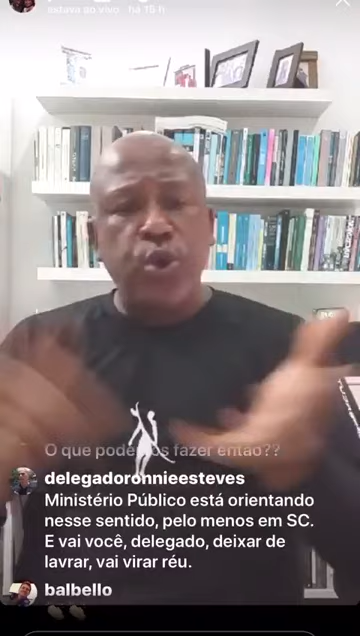 estava ao vivo · há 15 h
O que podemos fazer então??
delegadoronnieesteves
Ministério Público está orientando
nesse sentido, pelo menos em SC.
E vai você, delegado, deixar de
lavrar, vai virar réu.
balbello